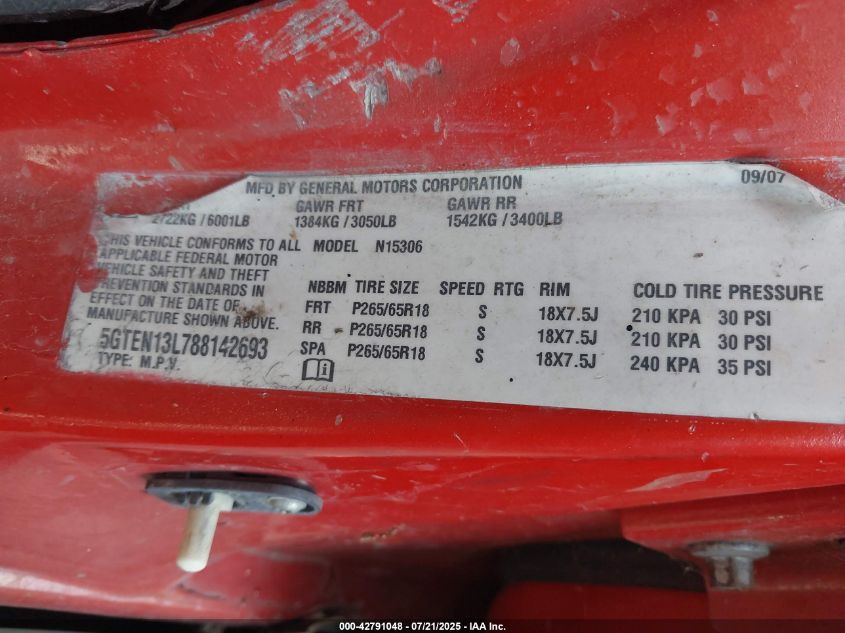 MFD BY GENERAL MOTORS CORPORATION 09/07
GAWR FRT GAWR RR
2722KG / 6001LB 1384KG / 3050LB 1542KG / 3400LB
THIS VEHICLE CONFORMS TO ALL
APPLICABLE FEDERAL MOTOR
VEHICLE SAFETY AND THEFT
PREVENTION STANDARDS IN
EFFECT ON THE DATE OF
MANUFACTURE SHOWN ABOVE.
5GTEN13L788142693
TYPE: M.P.V.
MODEL N15306
NBBM TIRE SIZE SPEED RTG RIM COLD TIRE PRESSURE
FRT P265/65R18 S 18X7.5J 210 KPA 30 PSI
RR P265/65R18 S 18X7.5J 210 KPA 30 PSI
SPA P265/65R18 S 18X7.5J 240 KPA 35 PSI
000-42791048 - 07/21/2025 - IAA, Inc.